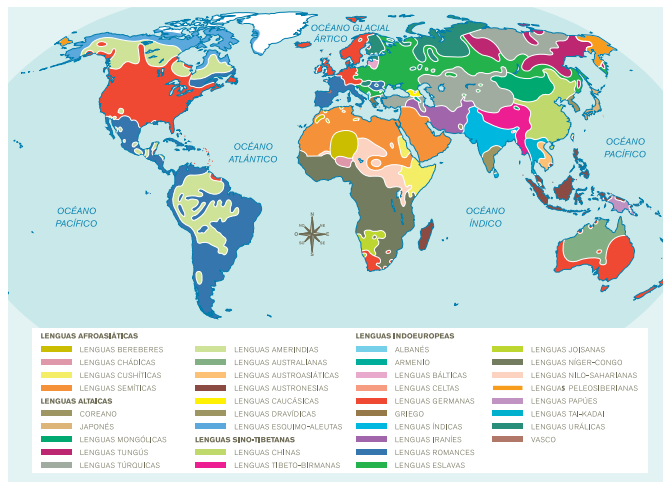 OCÉANO GLACIAL
ÁRTICO
OCÉANO
ATLÁNTICO
OCÉANO
PACÍFICO
OCÉANO
PACÍFICO
OCÉANO
ÍNDICO
N
S
LENGUAS AFROASIÁTICAS
LENGUAS BEREBERES
LENGUAS CHÁDICAS
LENGUAS CUSHÍTICAS
LENGUAS SEMÍTICAS
LENGUAS ALTAICAS
COREANO
JAPONÉS
LENGUAS MONGÓLICAS
LENGUAS TUNGÚS
LENGUAS TÚRQUICAS
LENGUAS AMERINDIAS
LENGUAS AUSTRALIANAS
LENGUAS AUSTROASIÁTICAS
LENGUAS AUSTRONESIAS
LENGUAS CAUCÁSICAS
LENGUAS DRAVÍDICAS
LENGUAS ESQUIMO-ALEUTAS
LENGUAS SINO-TIBETANAS
LENGUAS CHINAS
LENGUAS TIBETO-BIRMANAS
LENGUAS INDOEUROPEAS
ALBANÉS
ARMENIO
LENGUAS BÁLTICAS
LENGUAS CELTAS
LENGUAS GERMANAS
GRIEGO
LENGUAS ÍNDICAS
LENGUAS IRANÍES
LENGUAS ROMANCES
LENGUAS ESLAVAS
LENGUAS JOISANAS
LENGUAS NÍGER-CONGO
LENGUAS NILO-SAHARIANAS
LENGUAS PELEOSIBERIANAS
LENGUAS PAPÚES
LENGUAS TAI-KADAI
LENGUAS URÁLICAS
VASCO